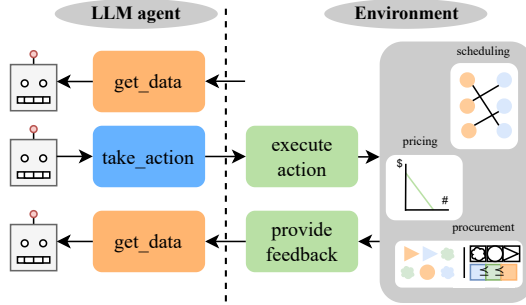 LLM agent
Environment
scheduling
get_data
take_action
execute
action
pricing
$
#
get_data
provide
feedback
procurement
≤ ≤